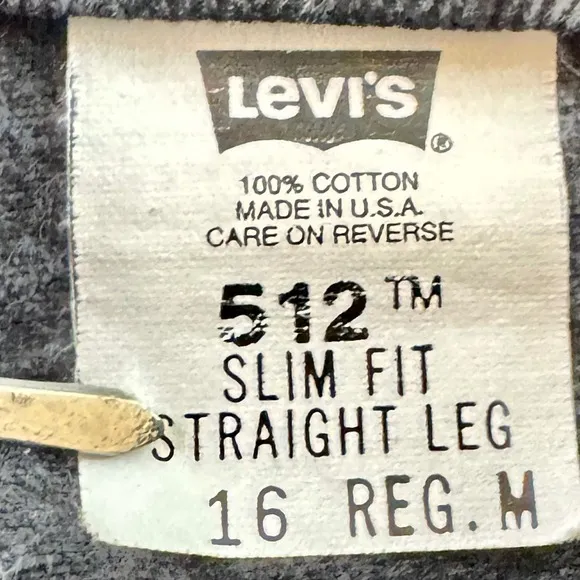 Levi's®
100% COTTON
MADE IN U.S.A.
CARE ON REVERSE
512™
SLIM FIT
STRAIGHT LEG
16 REG. M